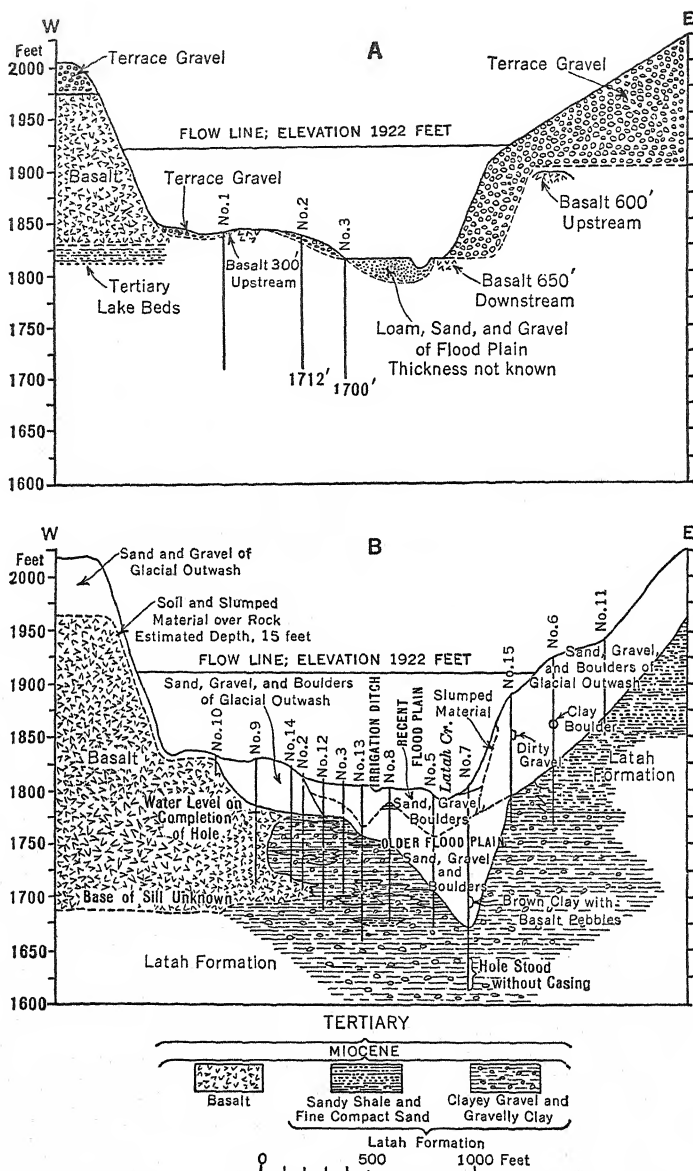 W
A
E
Feet
2000
1950
1900
1850
1800
1750
1700
1650
1600
Terrace Gravel
Terrace Gravel
FLOW LINE; ELEVATION 1922 FEET
Basalt
Terrace Gravel
No.1
No.2
No.3
Basalt 300'
Upstream
Basalt 600'
Upstream
Tertiary
Lake Beds
Basalt 650'
Downstream
Loam, Sand, and Gravel
of Flood Plain
Thickness not known
1712'
1700'
W
B
E
Feet
2000
1950
1900
1850
1800
1750
1700
1650
1600
Sand and Gravel of
Glacial Outwash
Soil and Slumped
Material over Rock
Estimated Depth, 15 feet
FLOW LINE; ELEVATION 1922 FEET
Sand, Gravel, and Boulders
of Glacial Outwash
No.10
No.9
No.14
No.2
No.12
No.3
No.13
IRRIGATION DITCH
No.8
RECENT
FLOOD PLAIN
No.5
Latah Cr.
No.7
Slumped
Material
No.15
No.6
No.11
Sand, Gravel,
and Boulders of
Glacial Outwash
Clay
Boulder
Dirty
Gravel
Latah
Formation
Basalt
Water Level on
Completion
of Hole
Sand, Gravel
Boulders
OLDER FLOOD PLAIN
Sand, Gravel
and
Boulders
Base of Sill Unknown
Brown Clay with
Basalt Pebbles
Latah Formation
Hole Stood
without Casing
TERTIARY
MIOCENE
Basalt
Sandy Shale and
Fine Compact Sand
Clayey Gravel and
Gravelly Clay
Latah Formation
0 500 1000 Feet